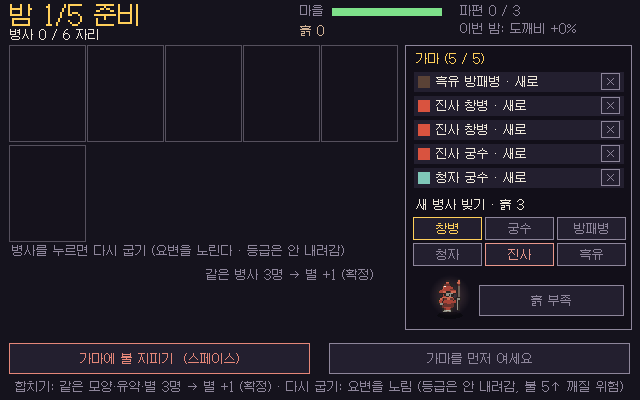 밤 1/5 준비
병사 0 / 6 자리
마을
흙 0
파편 0 / 3
이번 밤: 도깨비 +0%
가마 (5 / 5)
흑유 방패병 · 새로
진사 창병 · 새로
진사 창병 · 새로
진사 궁수 · 새로
청자 궁수 · 새로
새 병사 빚기 · 흙 3
창병 궁수 방패병
청자 진사 흑유
흙 부족
병사를 누르면 다시 굽기 (요변을 노린다 · 등급은 안 내려감)
같은 병사 3명 → 별 +1 (확정)
가마에 불 지피기 (스페이스)
가마를 먼저 여세요
합치기: 같은 모양·유약·별 3명 → 별 +1 (확정) · 다시 굽기: 요변을 노림 (등급은 안 내려감, 불 5↑ 깨질 위험)